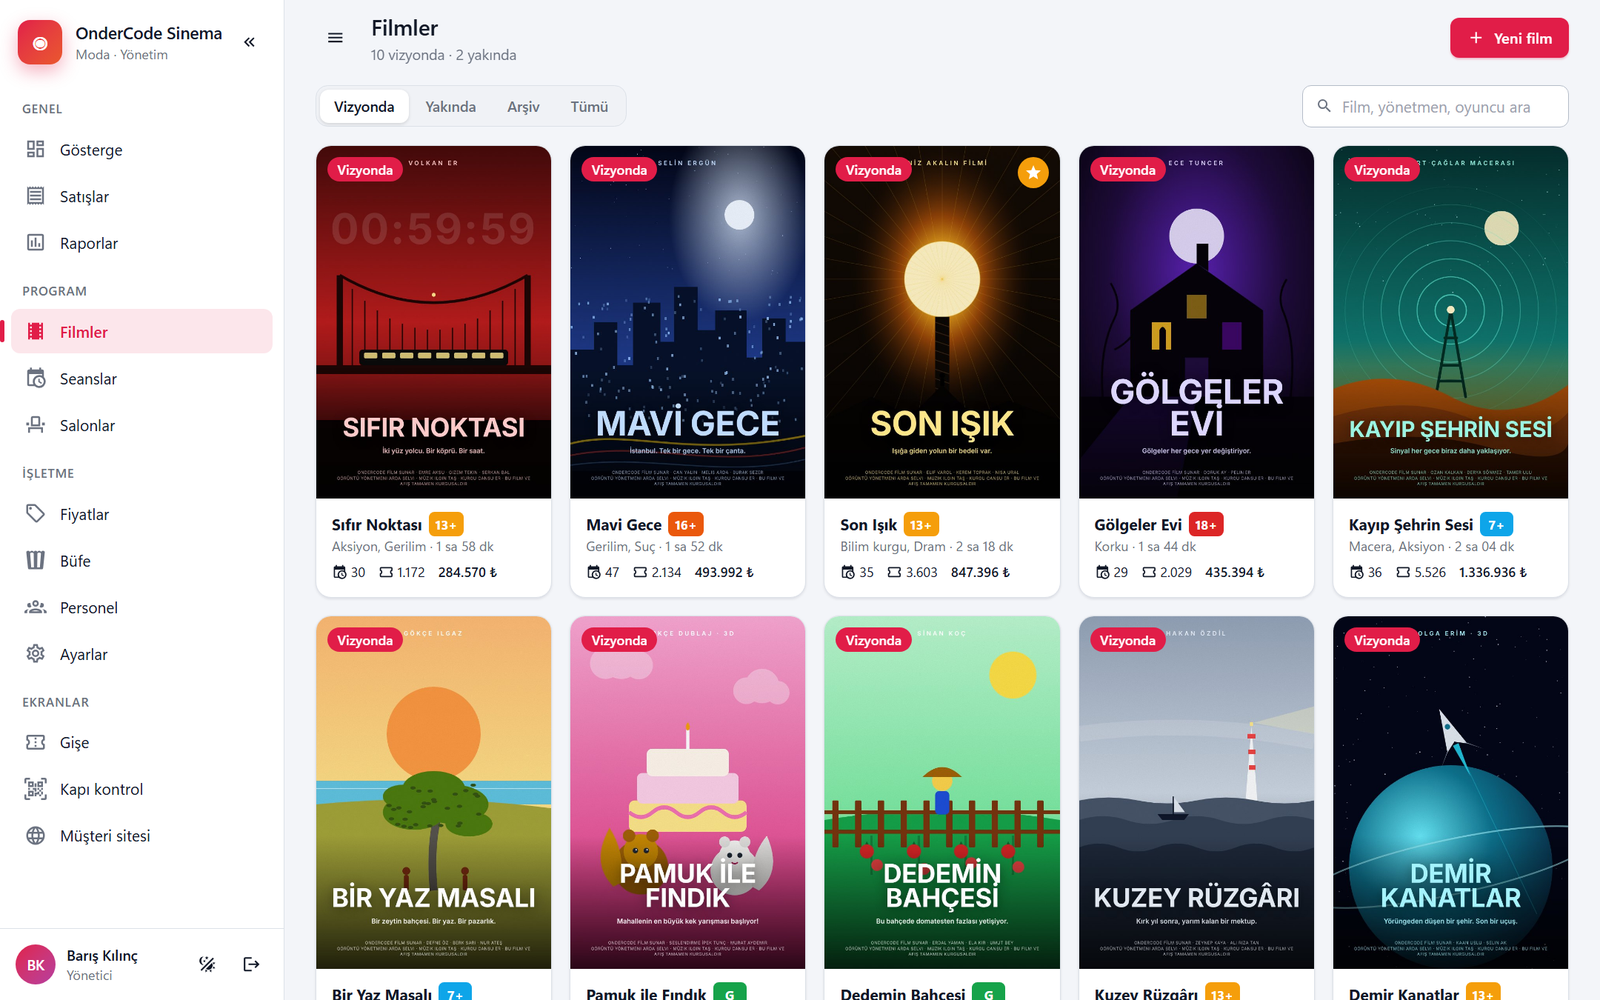 OnderCode Sinema
Moda · Yönetim
GENEL
Gösterge
Satışlar
Raporlar
PROGRAM
Filmler
Seanslar
Salonlar
İŞLETME
Fiyatlar
Büfe
Personel
Ayarlar
EKRANLAR
Gişe
Kapı kontrol
Müşteri sitesi
BK
Barış Kılınç
Yönetici
Filmler
10 vizyonda · 2 yakında
+ Yeni film
Vizyonda Yakında Arşiv Tümü
Film, yönetmen, oyuncu ara
Vizyonda
VOLKAN ER
00:59:59
SIFIR NOKTASI
İki yüz yolcu. Bir köprü. Bir saat.
Sıfır Noktası 13+
Aksiyon, Gerilim · 1 sa 58 dk
30 1.172 284.570 ₺
Vizyonda
SELİN ERGÜN
MAVİ GECE
İstanbul. Tek bir gece. Tek bir çanta.
Mavi Gece 16+
Gerilim, Suç · 1 sa 52 dk
47 2.134 493.992 ₺
Vizyonda
AKALIN FİLMİ
SON IŞIK
Işığa giden yolun bir bedeli var.
Son Işık 13+
Bilim kurgu, Dram · 2 sa 18 dk
35 3.603 847.396 ₺
Vizyonda
ECE TUNCER
GÖLGELER
EVİ
Gölgeler her gece yer değiştiriyor.
Gölgeler Evi 18+
Korku · 1 sa 44 dk
29 2.029 435.394 ₺
Vizyonda
ÇAĞLAR MACERASI
KAYIP ŞEHRİN SESİ
Sinyal her gece biraz daha yaklaşıyor.
Kayıp Şehrin Sesi 7+
Macera, Aksiyon · 2 sa 04 dk
36 5.526 1.336.936 ₺
Vizyonda
GÖKÇE ILGAZ
BİR YAZ MASALI
Bir zeytin bahçesi. Bir yaz. Bir pazarlık.
Bir Yaz Masalı 7+
Vizyonda
DUBLAJ · 3D
PAMUK İLE
FINDIK
Mahallenin en büyük kek yarışması başlıyor!
Pamuk ile Fındık G
Vizyonda
SİNAN KOÇ
DEDEMİN
BAHÇESİ
Bu bahçede domatesten fazlası yetişiyor.
Dedemin Bahçesi G
Vizyonda
HAKAN ÖZDİL
KUZEY RÜZGÂRI
Kırk yıl sonra, yarım kalan bir mektup.
Kuzey Rüzgârı 13+
Vizyonda
ERİM · 3D
DEMİR
KANATLAR
Yörüngeden düşen bir şehir. Son bir uçuş.
Demir Kanatlar 13+